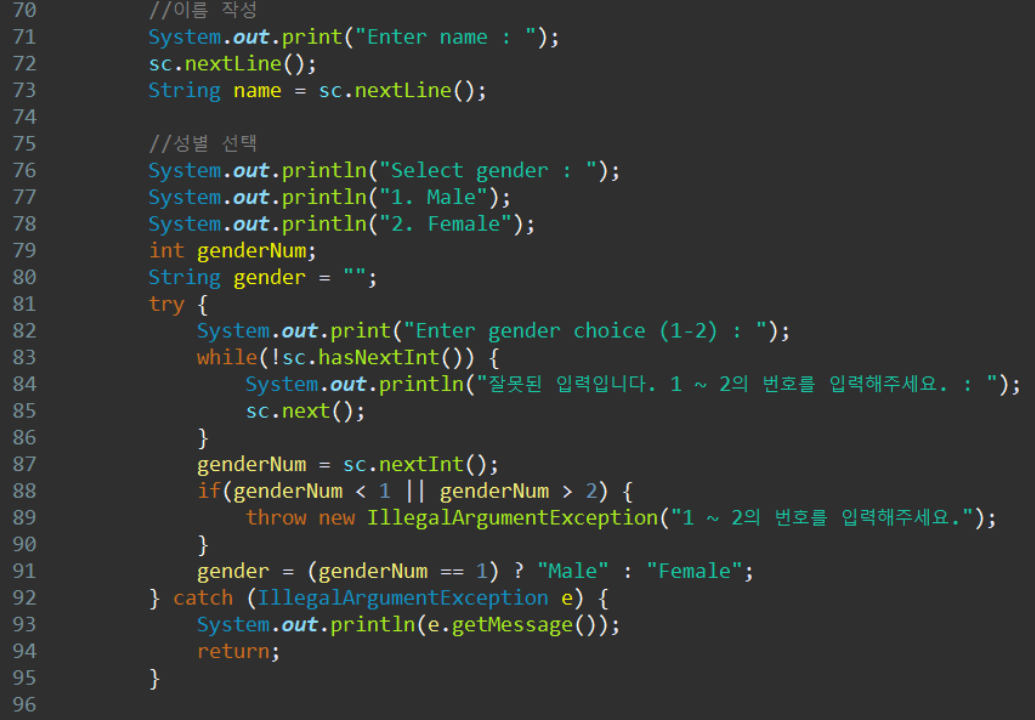 70 //이름 작성
71 System.out.print("Enter name : ");
72 sc.nextLine();
73 String name = sc.nextLine();
74
75 //성별 선택
76 System.out.println("Select gender : ");
77 System.out.println("1. Male");
78 System.out.println("2. Female");
79 int genderNum;
80 String gender = "";
81 try {
82 System.out.print("Enter gender choice (1-2) : ");
83 while(!sc.hasNextInt()) {
84 System.out.println("잘못된 입력입니다. 1 ~ 2의 번호를 입력해주세요. : ");
85 sc.next();
86 }
87 genderNum = sc.nextInt();
88 if(genderNum < 1 || genderNum > 2) {
89 throw new IllegalArgumentException("1 ~ 2의 번호를 입력해주세요.");
90 }
91 gender = (genderNum == 1) ? "Male" : "Female";
92 } catch (IllegalArgumentException e) {
93 System.out.println(e.getMessage());
94 return;
95 }
96